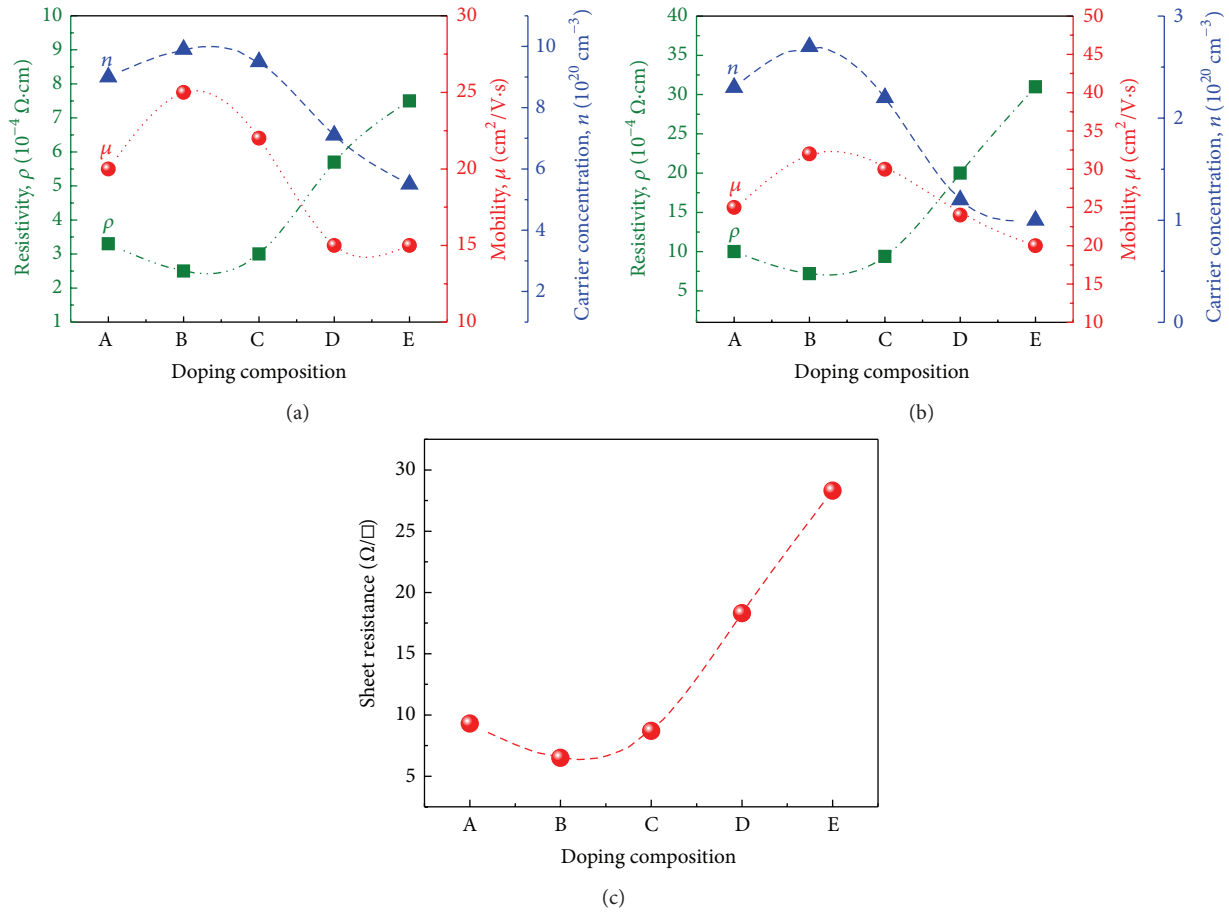 10
9
8
7
6
5
4
3
2
1
Resistivity, ρ (10⁻⁴ Ω·cm)
n
μ
ρ
A B C D E
Doping composition
30
25
20
15
10
Mobility, μ (cm²/V·s)
10
8
6
4
2
Carrier concentration, n (10²⁰ cm⁻³)
(a)
40
35
30
25
20
15
10
5
Resistivity, ρ (10⁻⁴ Ω·cm)
n
μ
ρ
A B C D E
Doping composition
50
45
40
35
30
25
20
15
10
Mobility, μ (cm²/V·s)
3
2
1
0
Carrier concentration, n (10²⁰ cm⁻³)
(b)
30
25
20
15
10
5
Sheet resistance (Ω/□)
A B C D E
Doping composition
(c)